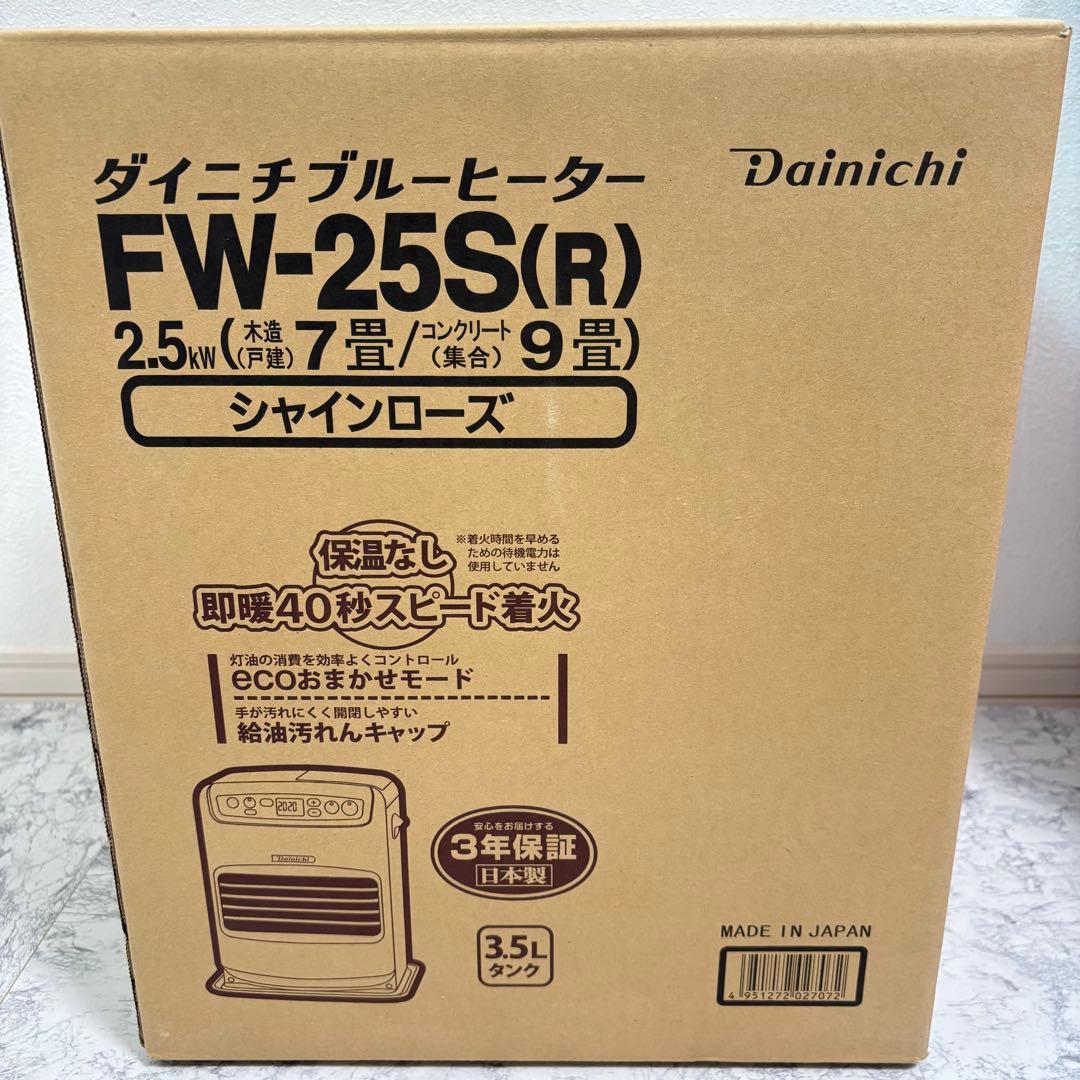 ダイニチブルーヒーター
Dainichi
FW-25S(R)
2.5kW(木造(戸建)7畳/コンクリート(集合)9畳)
シャインローズ
保温なし
※着火時間を早める
ための待機電力は
使用していません
即暖40秒スピード着火
灯油の消費を効率よくコントロール
ecoおまかせモード
手が汚れにくく開閉しやすい
給油汚れんキャップ
2020
Dainichi
安心をお届けする
3年保証
日本製
3.5L
タンク
MADE IN JAPAN
4 951272 027072